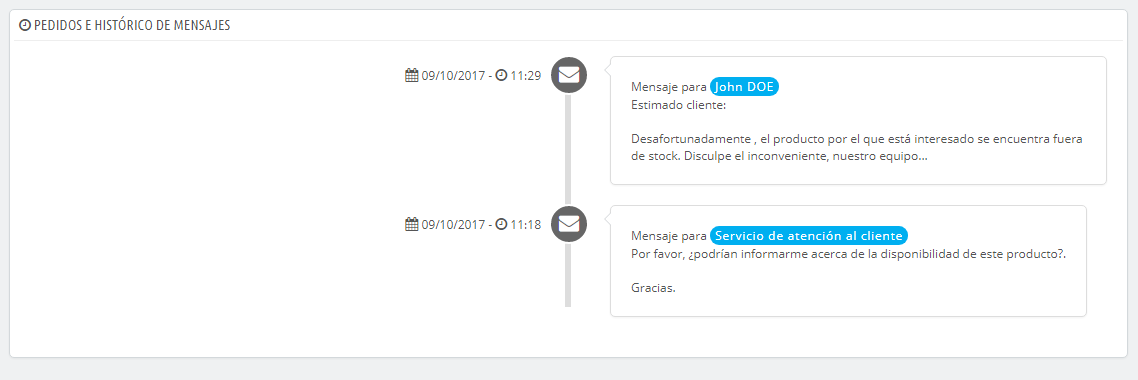 PEDIDOS E HISTÓRICO DE MENSAJES
09/10/2017 - 11:29
Mensaje para John DOE
Estimado cliente:
Desafortunadamente , el producto por el que está interesado se encuentra fuera
de stock. Disculpe el inconveniente, nuestro equipo...
09/10/2017 - 11:18
Mensaje para Servicio de atención al cliente
Por favor, ¿podrían informarme acerca de la disponibilidad de este producto?.
Gracias.